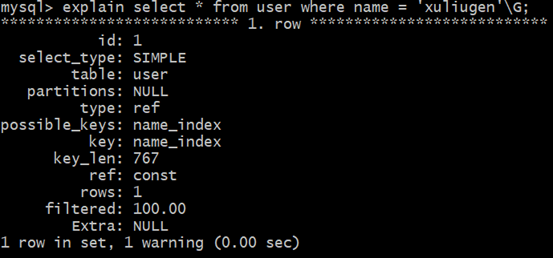 mysql> explain select * from user where name = 'xuliugen'\G;
*************************** 1. row ***************************
id: 1
select_type: SIMPLE
table: user
partitions: NULL
type: ref
possible_keys: name_index
key: name_index
key_len: 767
ref: const
rows: 1
filtered: 100.00
Extra: NULL
1 row in set, 1 warning (0.00 sec)